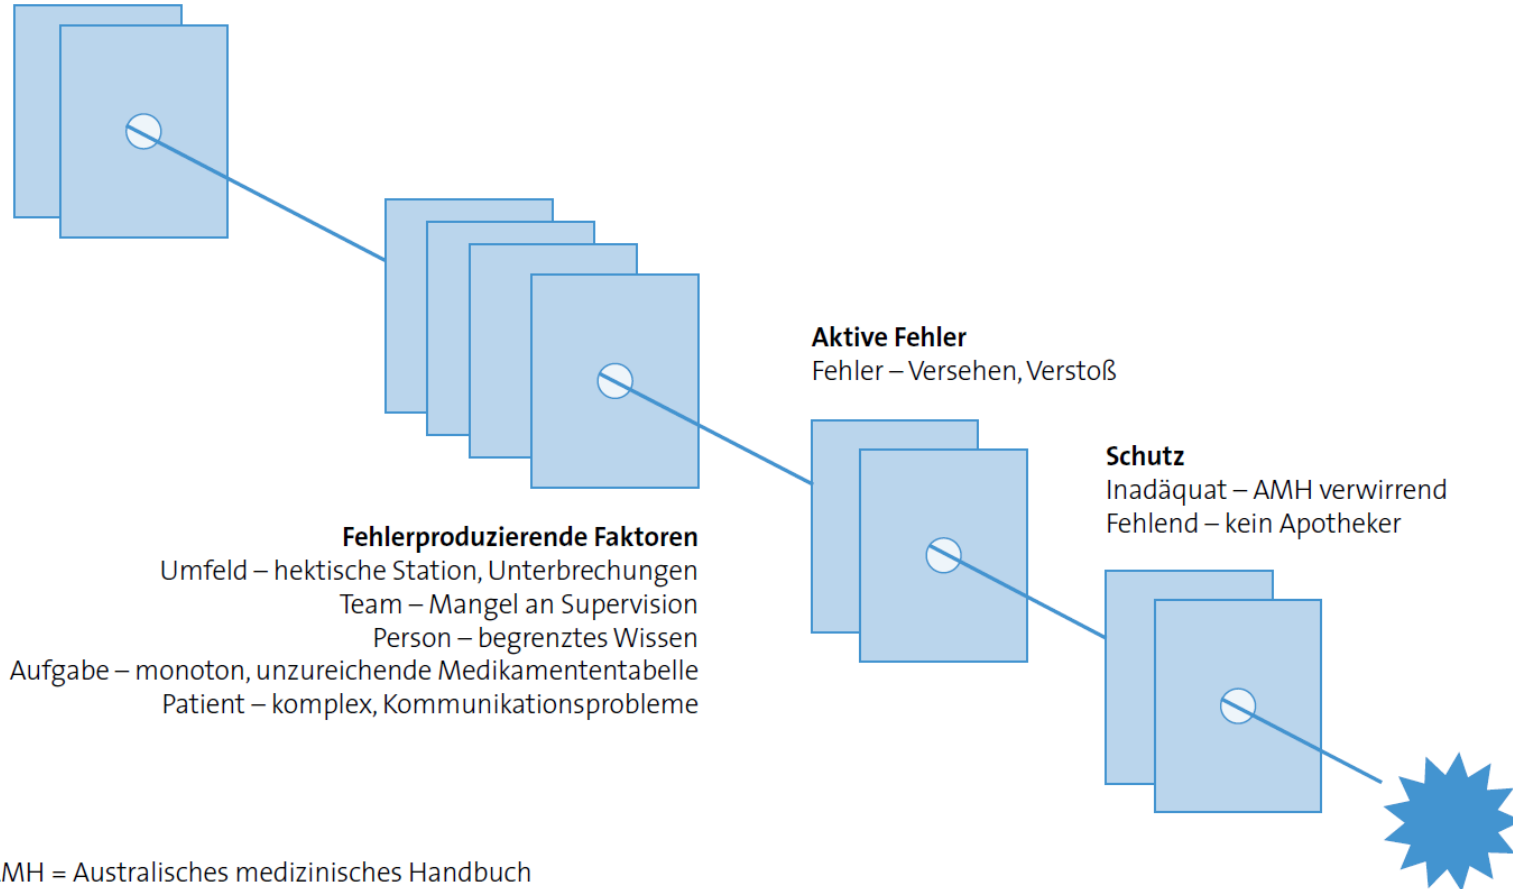 Aktive Fehler
Fehler – Versehen, Verstoß
Schutz
Inadäquat – AMH verwirrend
Fehlend – kein Apotheker
Fehlerproduzierende Faktoren
Umfeld – hektische Station, Unterbrechungen
Team – Mangel an Supervision
Person – begrenztes Wissen
Aufgabe – monoton, unzureichende Medikamententabelle
Patient – komplex, Kommunikationsprobleme
MH = Australisches medizinisches Handbuch